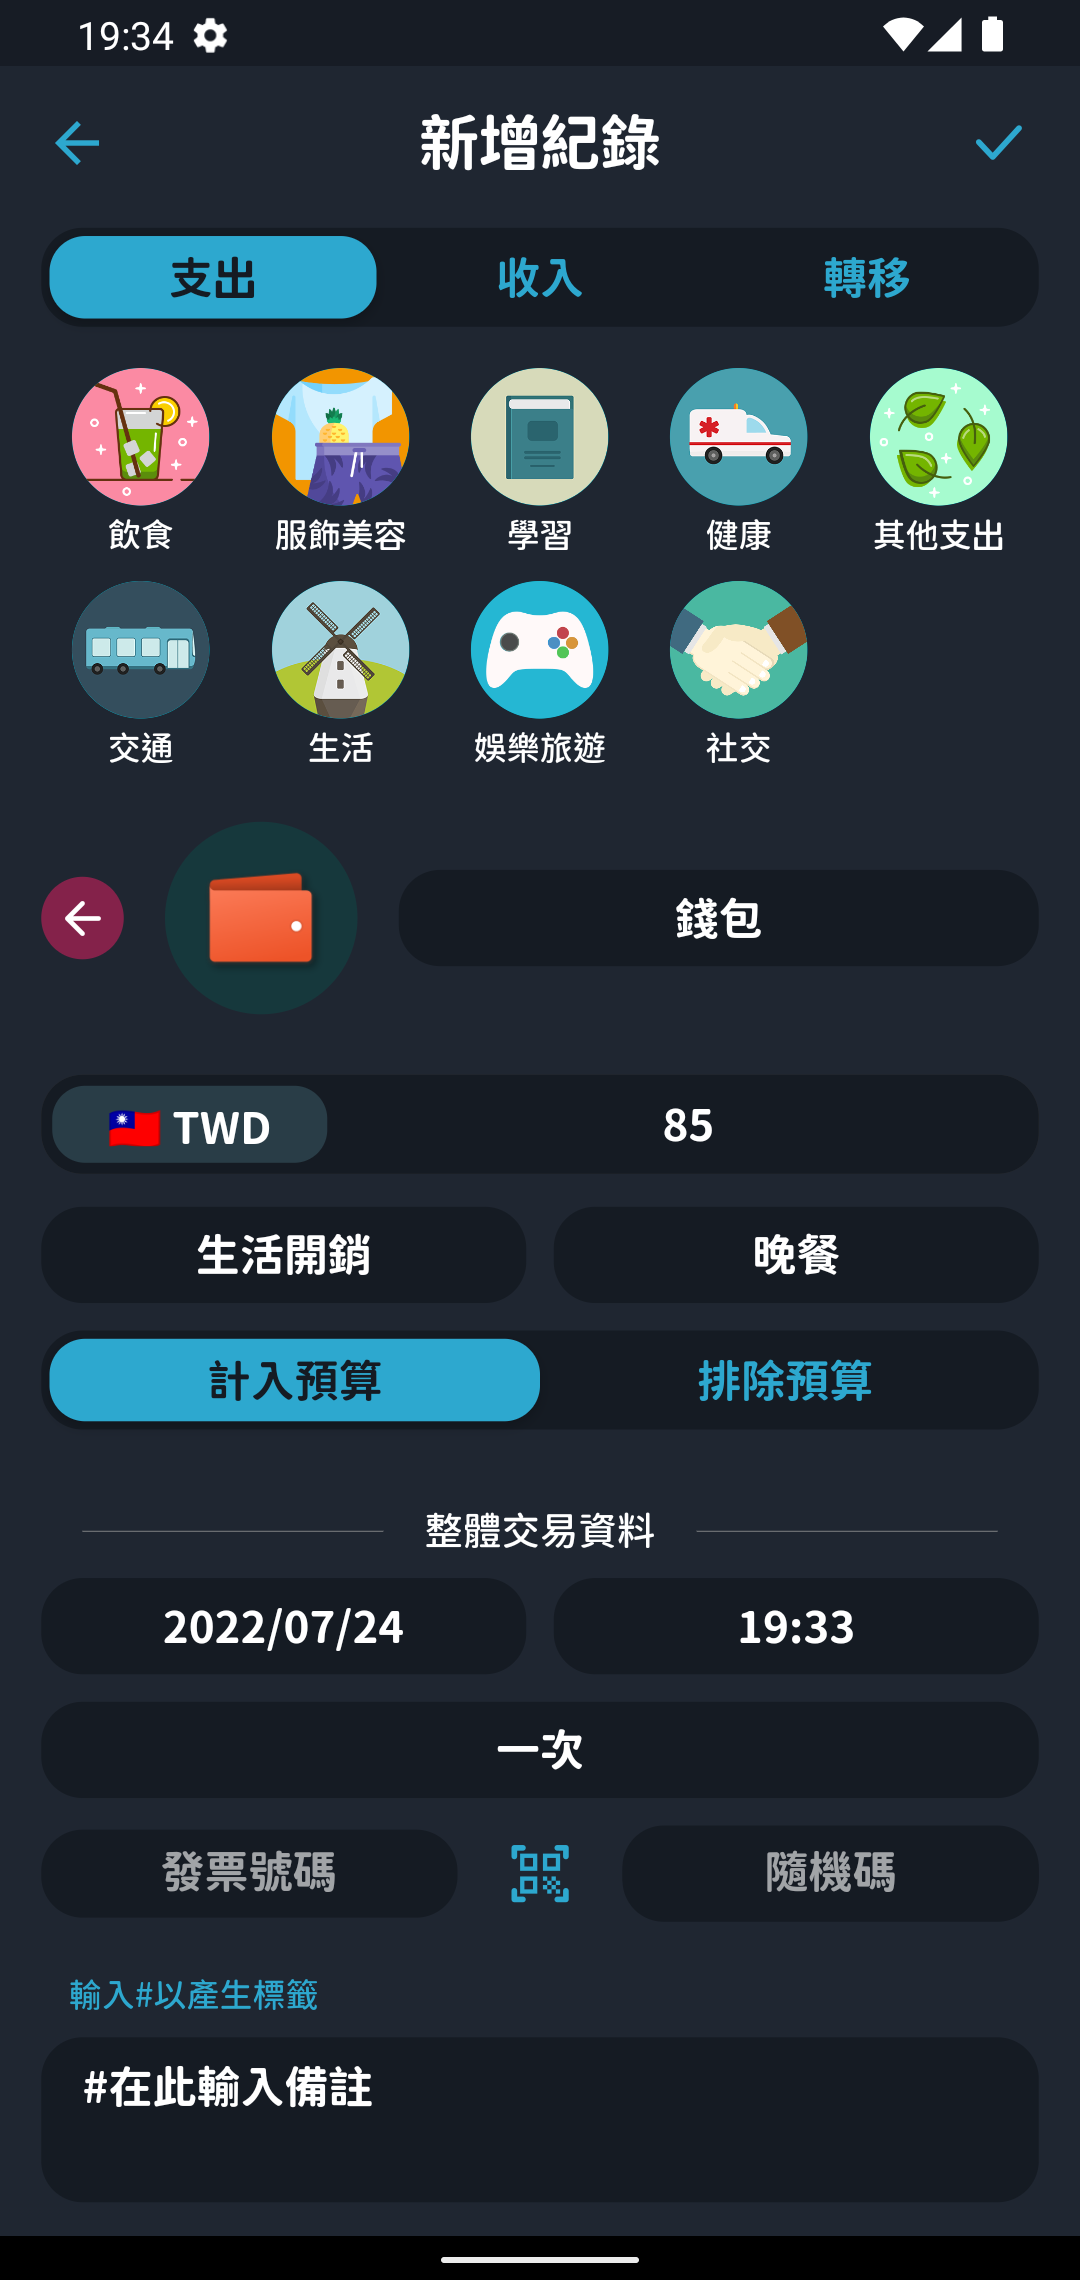 19:34
新增紀錄
支出 收入 轉移
飲食 服飾美容 學習 健康 其他支出
交通 生活 娛樂旅遊 社交
錢包
🇹🇼 TWD 85
生活開銷 晚餐
計入預算 排除預算
整體交易資料
2022/07/24 19:33
一次
發票號碼 隨機碼
輸入#以產生標籤
#在此輸入備註